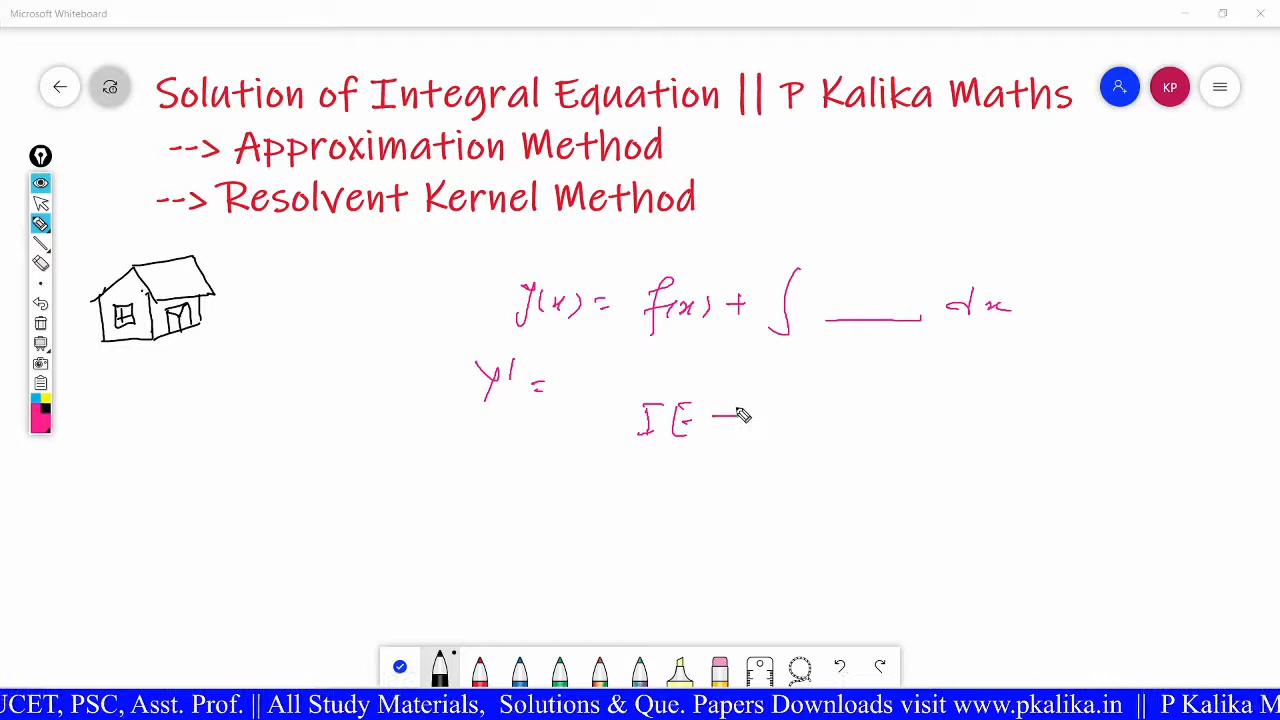 Microsoft Whiteboard
Solution of Integral Equation || P Kalika Maths
--> Approximation Method
--> Resolvent Kernel Method
KP
y(x) = f(x) + ∫ ____ dx
y' =
IE —
UCET, PSC, Asst. Prof. || All Study Materials, Solutions & Que. Papers Downloads visit www.pkalika.in || P Kalika M